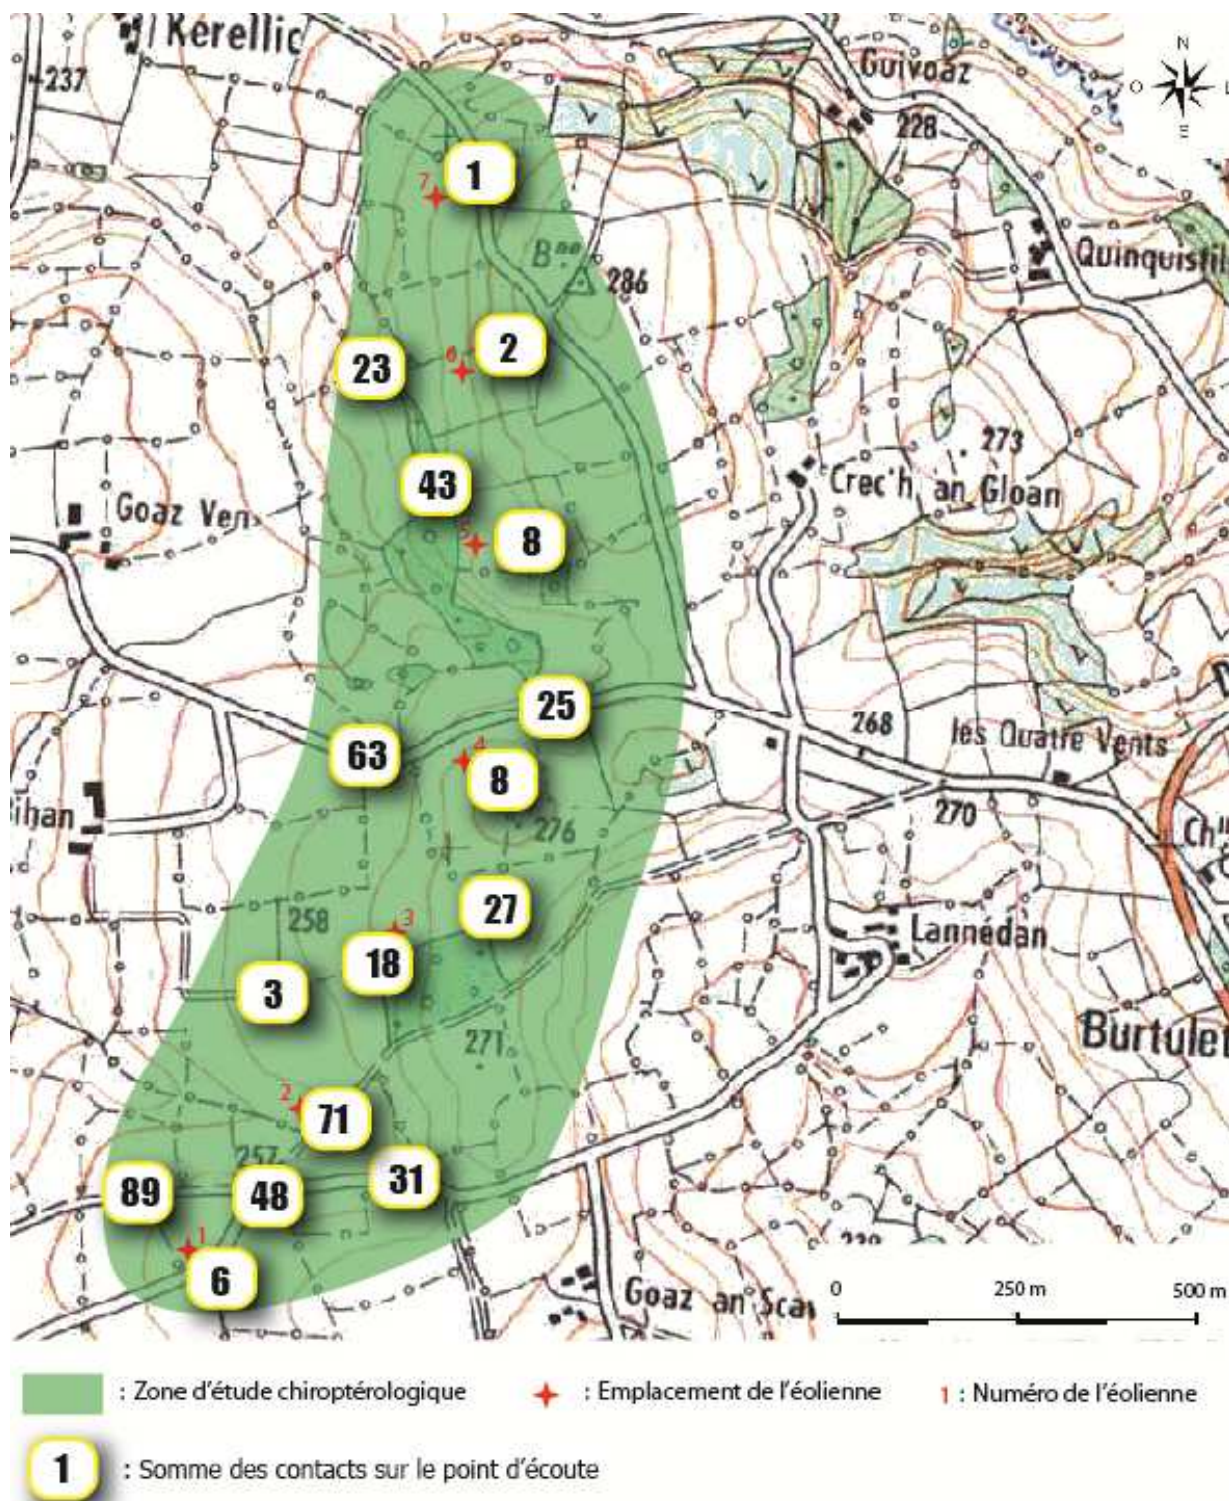 Kerellic
237
Guivoaz
N
O
E
228
7
1
Quinquistil
B
286
6
2
23
273
43
Crec'h an Gloan
Goaz Ven
5
8
25
268
les Quatre Vents
63
4
8
270
276
ihan
Ch
27
258
3
18
Lannédan
3
271
Burtulet
2
71
257
31
89
48
1
6
Goaz an Scav
0 250 m 500 m
: Zone d'étude chiroptérologique
: Emplacement de l'éolienne
1 : Numéro de l'éolienne
1 : Somme des contacts sur le point d'écoute